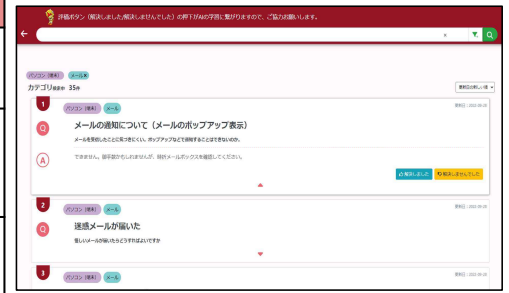 評価ボタン（解決しました/解決しませんでした）の押下がAIの学習に繋がりますので、ご協力お願いします。
パソコン（端末） メール×
カテゴリ検索中 35件
更新日の新しい順
1
パソコン（端末） メール
Q
メールの通知について（メールのポップアップ表示）
メールを受信したことに気づきにくい。ポップアップなどで通知することはできないのか。
A
できません。御手数かもしれませんが、時折メールボックスを確認してください。
解決しました 解決しませんでした
2
パソコン（端末） メール
Q
迷惑メールが届いた
怪しいメールが届いたらどうすればよいですか
3
パソコン（端末） メール